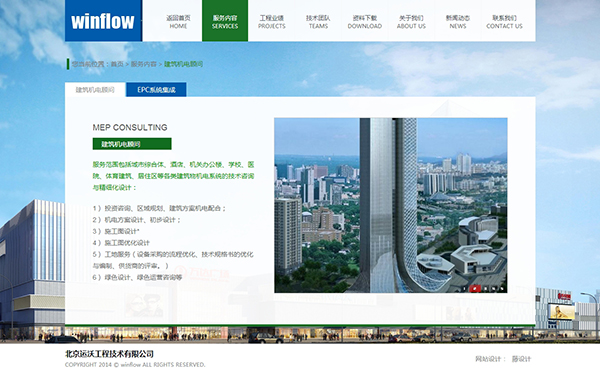 winflow
返回首页 服务内容 工程业绩 技术团队 资料下载 关于我们 新闻动态 联系我们
HOME SERVICES PROJECTS TEAMS DOWNLOAD ABOUT US NEWS CONTACT US
您当前位置：首页 > 服务内容 > 建筑机电顾问
建筑机电顾问 EPC系统集成
MEP CONSULTING
建筑机电顾问
服务范围包括城市综合体、酒店、机关办公楼、学校、医
院、体育建筑、居住区等各类建筑物机电系统的技术咨询
与精细化设计：
1 ）投资咨询、区域规划、建筑方案机电配合；
2 ）机电方案设计、初步设计；
3 ）施工图设计*
4 ）施工图优化设计
5 ）工地服务（设备采购的流程优化、技术规格书的优化
与编制、供货商的评审。）
6 ）绿色设计、绿色运营咨询等
北京运沃工程技术有限公司
COPYRIGHT 2014 © winflow ALL RIGHTS RESERVED.
网站设计： 藤设计